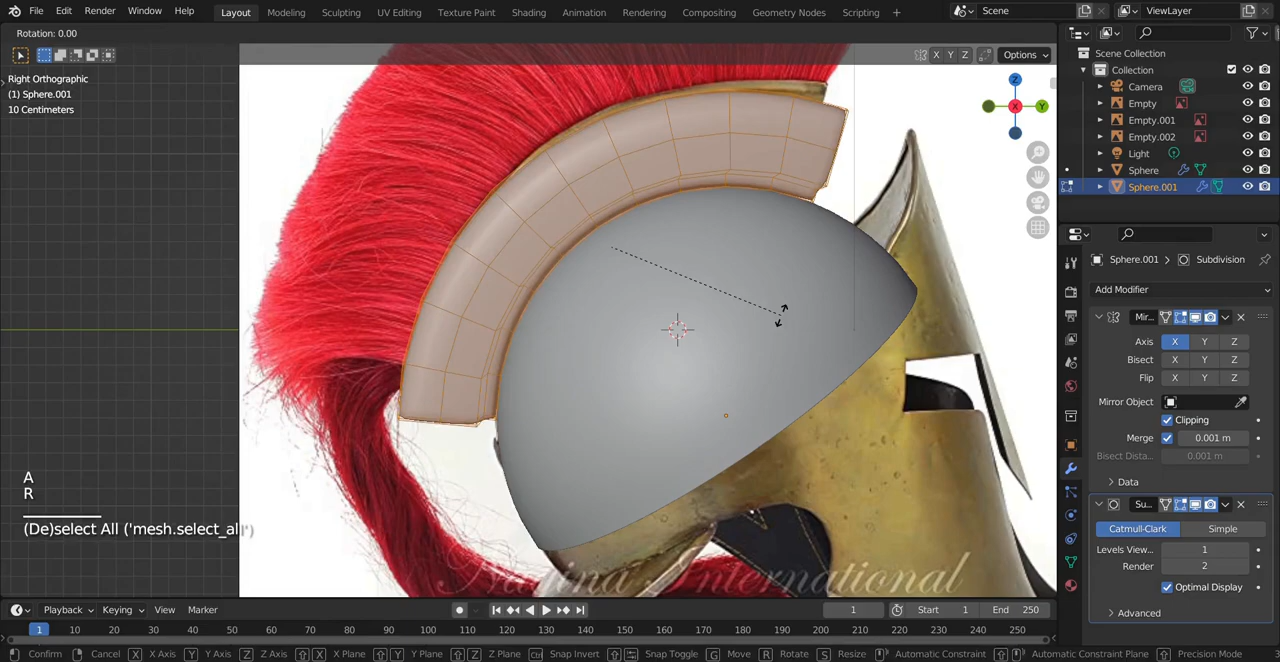 File Edit Render Window Help Layout Modeling Sculpting UV Editing Texture Paint Shading Animation Rendering Compositing Geometry Nodes Scripting + Scene ViewLayer
Rotation: 0.00
X Y Z Options
Right Orthographic
(1) Sphere.001
10 Centimeters
Z
X
Y
Scene Collection
Collection
Camera
Empty
Empty.001
Empty.002
Light
Sphere
Sphere.001
Sphere.001 > Subdivision
Add Modifier
Mir...
Axis X Y Z
Bisect X Y Z
Flip X Y Z
Mirror Object
Clipping
Merge 0.001 m
Bisect Dista... 0.001 m
Data
Su...
Catmull-Clark Simple
Levels View... 1
Render 2
Optimal Display
Advanced
A
R
(De)select All ('mesh.select_all')
International
Playback Keying View Marker 1 Start 1 End 250
1 10 20 30 40 50 60 70 80 90 100 110 120 130 140 150 160 170 180 190 200 210 220 230 240 250
Confirm Cancel X X Axis Y Y Axis Z Z Axis X X Plane Y Y Plane Z Z Plane Ctrl Snap Invert Snap Toggle G Move R Rotate S Resize Automatic Constraint Automatic Constraint Plane Precision Mode